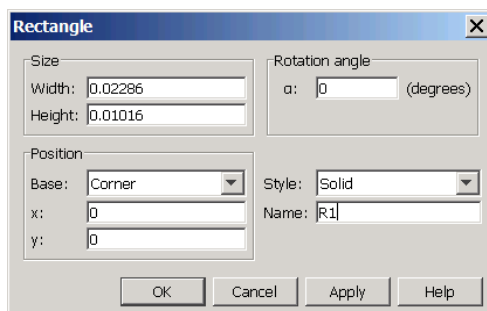 Rectangle
Size
Width: 0.02286
Height: 0.01016
Rotation angle
α: 0 (degrees)
Position
Base: Corner
x: 0
y: 0
Style: Solid
Name: R1
OK Cancel Apply Help